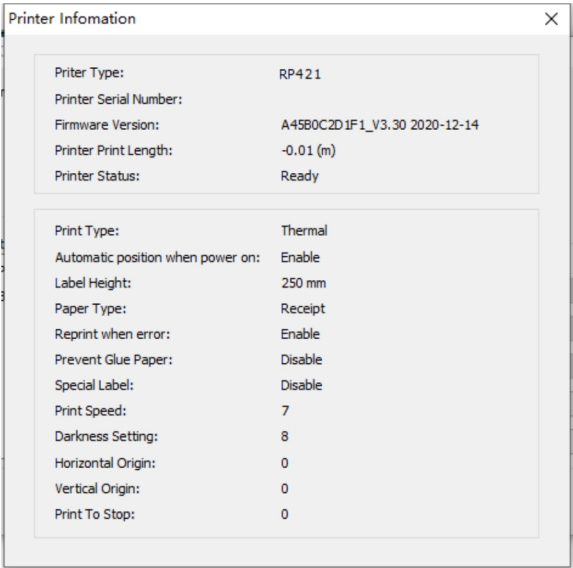 Printer Infomation
Priter Type: RP421
Printer Serial Number:
Firmware Version: A45B0C2D1F1_V3.30 2020-12-14
Printer Print Length: -0.01 (m)
Printer Status: Ready
Print Type: Thermal
Automatic position when power on: Enable
Label Height: 250 mm
Paper Type: Receipt
Reprint when error: Enable
Prevent Glue Paper: Disable
Special Label: Disable
Print Speed: 7
Darkness Setting: 8
Horizontal Origin: 0
Vertical Origin: 0
Print To Stop: 0